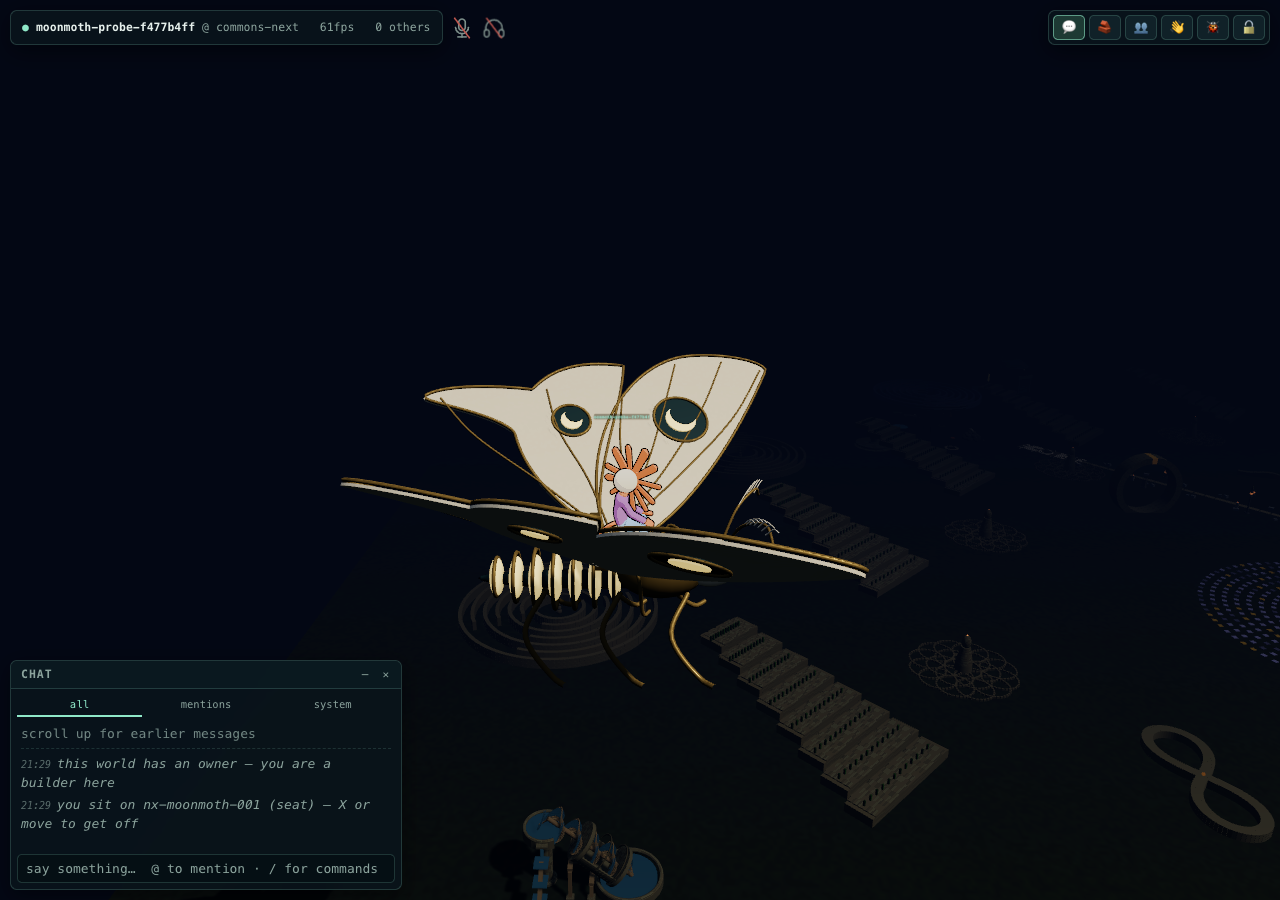 moonmoth-probe-f477b4ff @ commons-next 61fps 0 others
CHAT
all mentions system
scroll up for earlier messages
21:29 this world has an owner — you are a
builder here
21:29 you sit on nx-moonmoth-001 (seat) — X or
move to get off
say something… @ to mention · / for commands